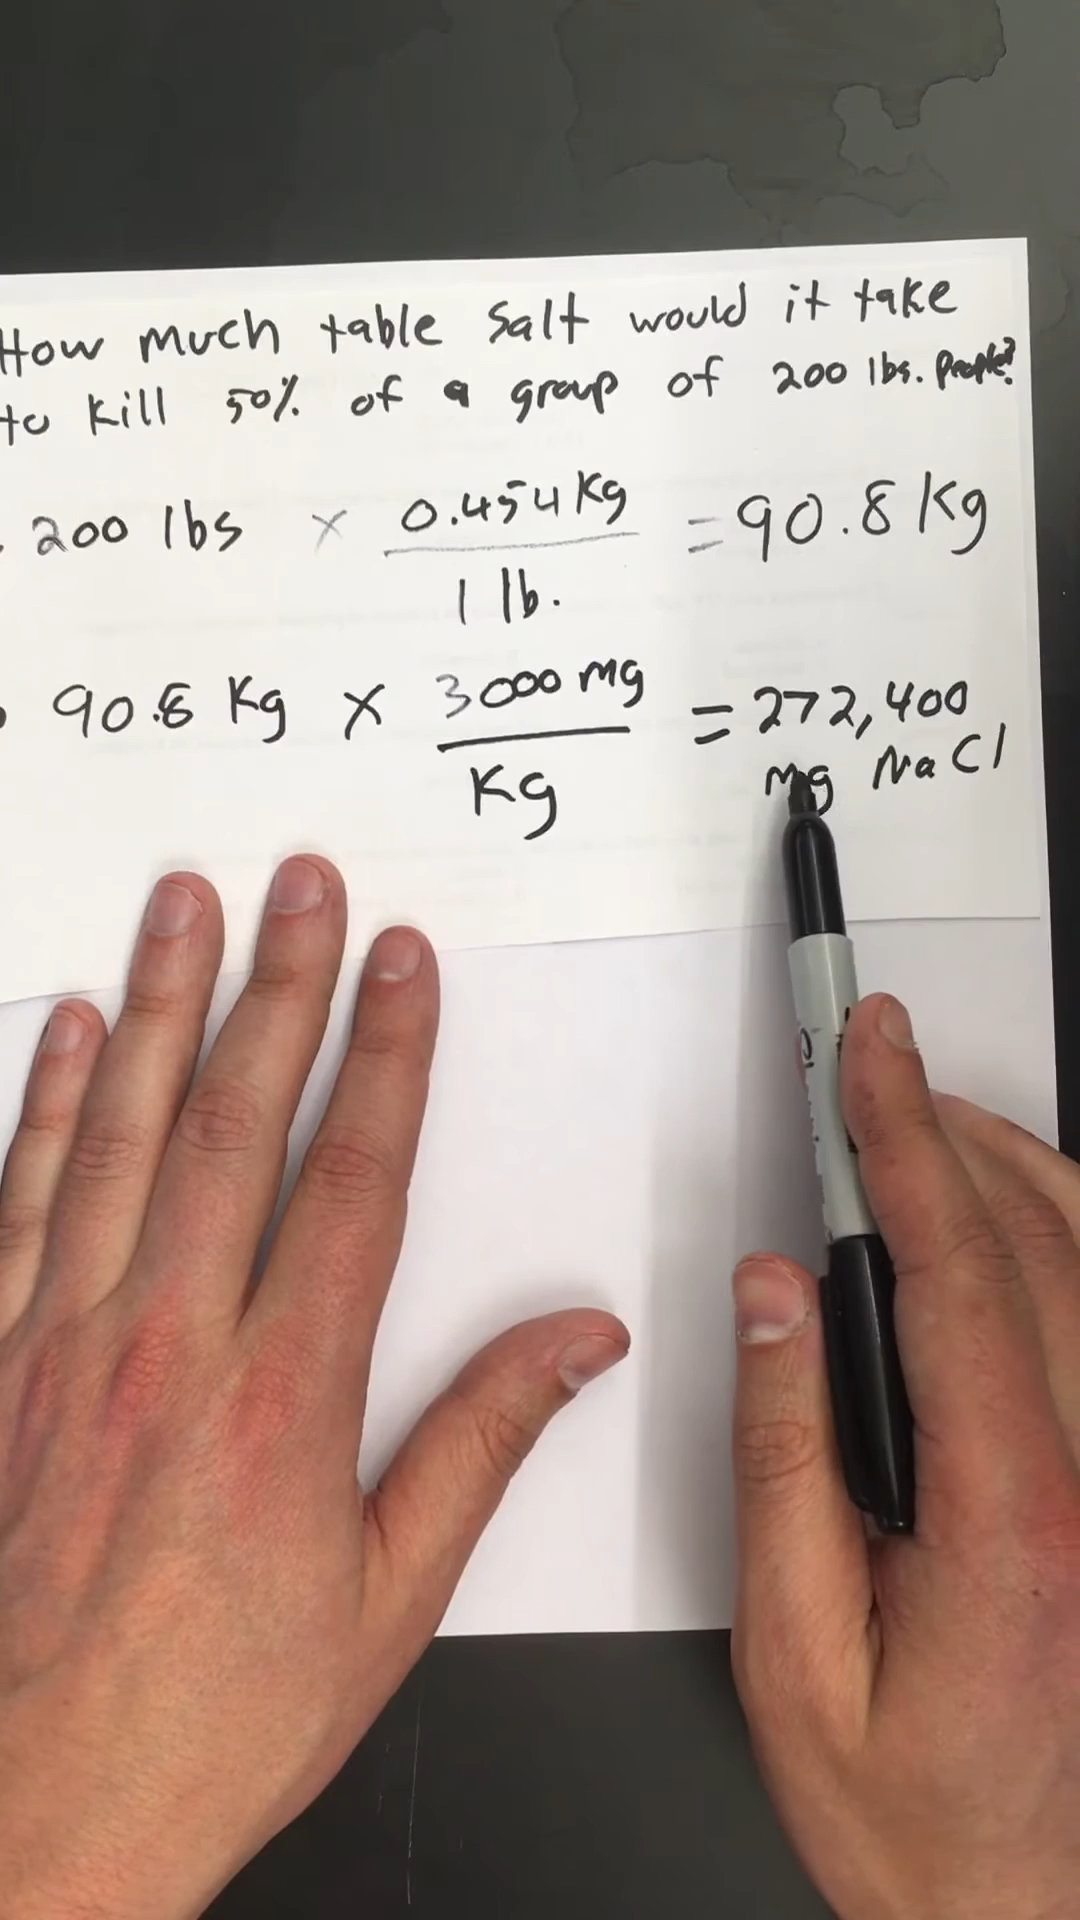 How much table salt would it take
to kill 50% of a group of 200 lbs. people?
200 lbs x 0.454 Kg = 90.8 Kg
1 lb.
90.8 Kg x 3000 mg = 272,400
Kg
mg NaCl